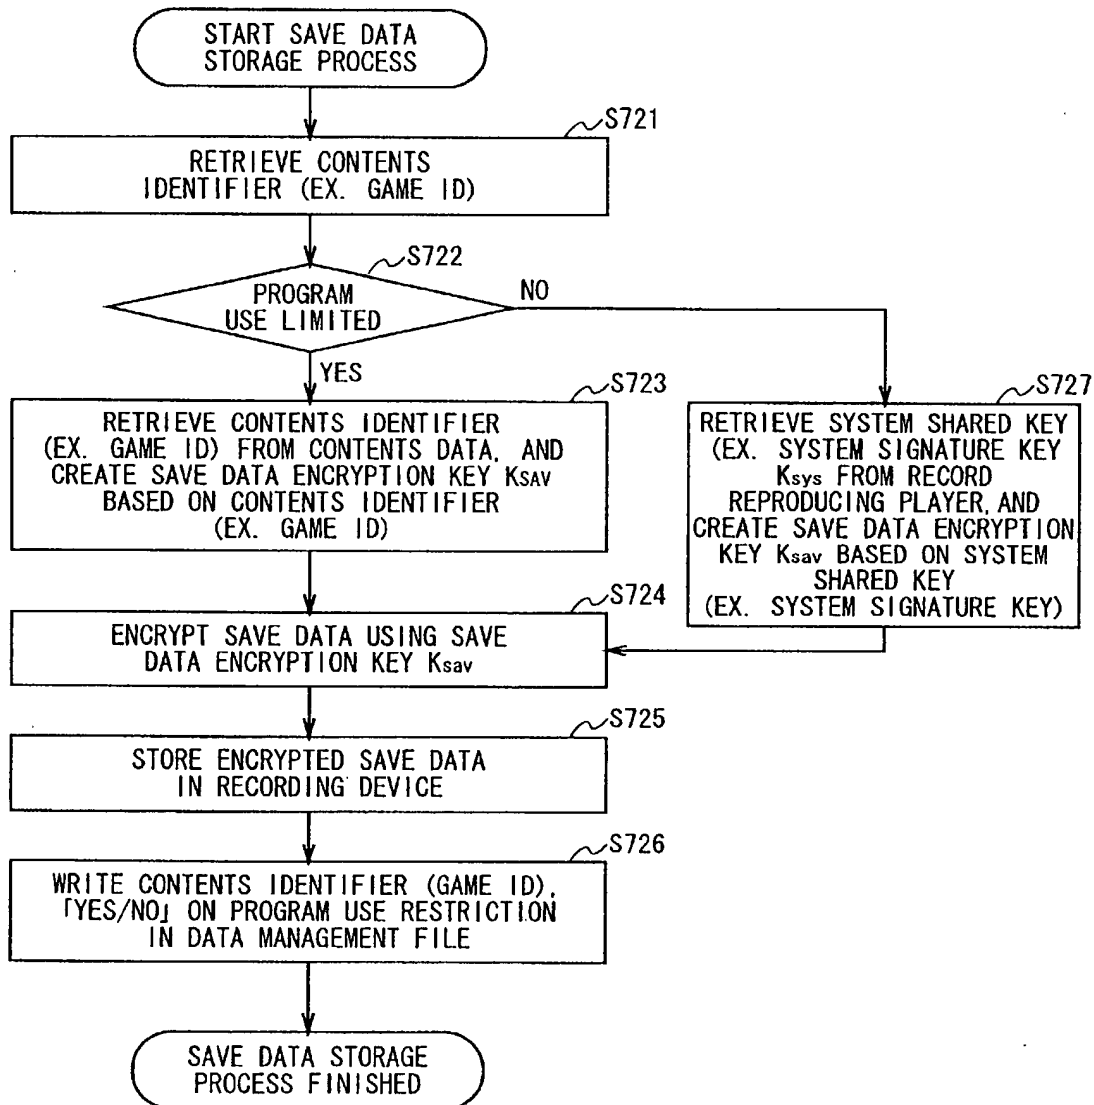 START SAVE DATA
STORAGE PROCESS
S721
RETRIEVE CONTENTS
IDENTIFIER (EX. GAME ID)
S722
PROGRAM
USE LIMITED
NO
YES
S723
RETRIEVE CONTENTS IDENTIFIER
(EX. GAME ID) FROM CONTENTS DATA, AND
CREATE SAVE DATA ENCRYPTION KEY KSAV
BASED ON CONTENTS IDENTIFIER
(EX. GAME ID)
S727
RETRIEVE SYSTEM SHARED KEY
(EX. SYSTEM SIGNATURE KEY
Ksys FROM RECORD
REPRODUCING PLAYER, AND
CREATE SAVE DATA ENCRYPTION
KEY Ksav BASED ON SYSTEM
SHARED KEY
(EX. SYSTEM SIGNATURE KEY)
S724
ENCRYPT SAVE DATA USING SAVE
DATA ENCRYPTION KEY Ksav
S725
STORE ENCRYPTED SAVE DATA
IN RECORDING DEVICE
S726
WRITE CONTENTS IDENTIFIER (GAME ID),
「YES/NO」 ON PROGRAM USE RESTRICTION
IN DATA MANAGEMENT FILE
SAVE DATA STORAGE
PROCESS FINISHED